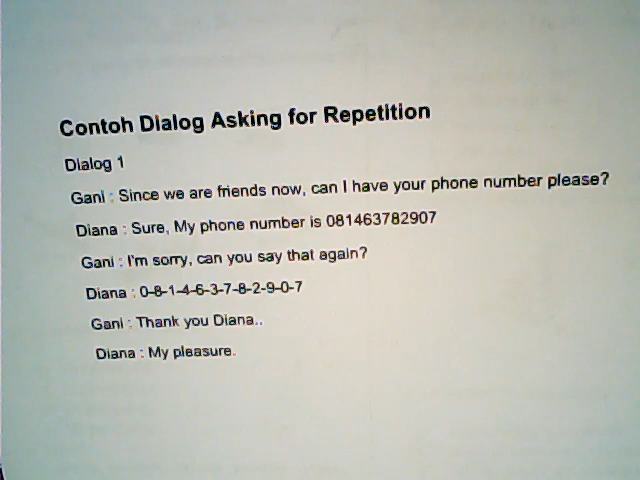 Contoh Dialog Asking for Repetition
Dialog 1
Gani : Since we are friends now, can I have your phone number please?
Diana : Sure, My phone number is 081463782907
Gani : I'm sorry, can you say that again?
Diana : 0-8-1-4-6-3-7-8-2-9-0-7
Gani : Thank you Diana..
Diana : My pleasure.